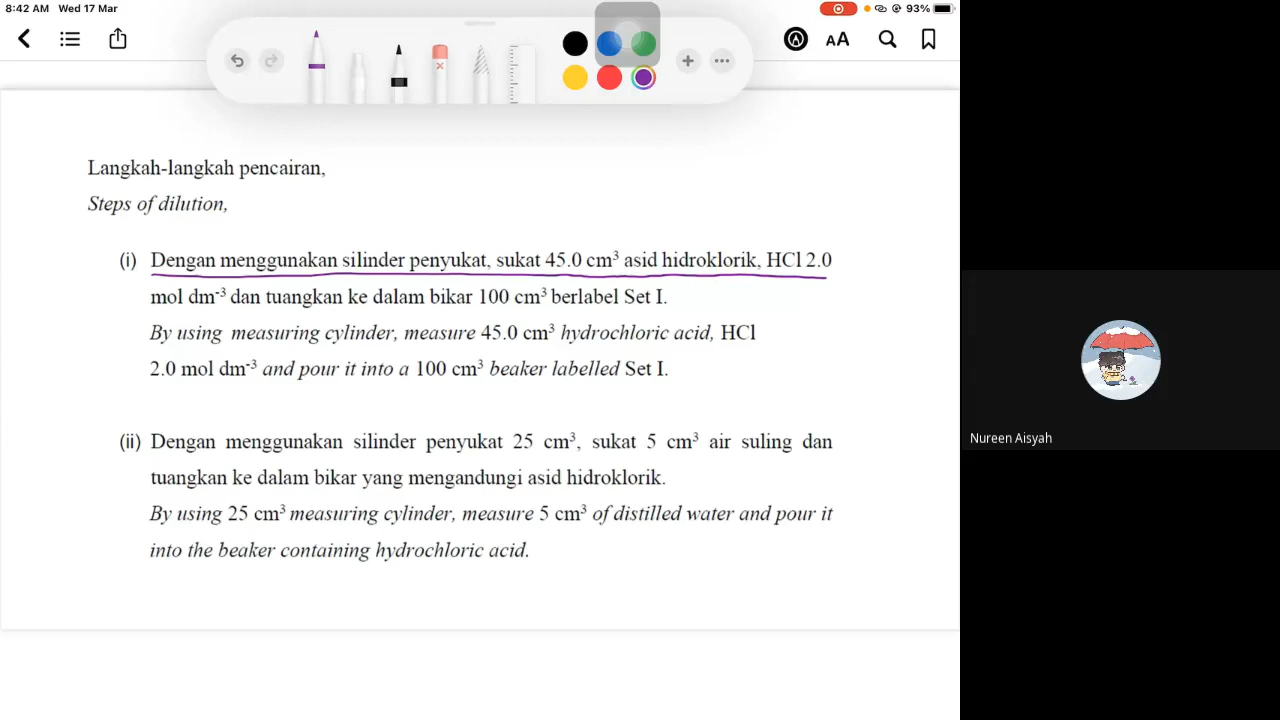 8:42 AM Wed 17 Mar
93%
AA
Langkah-langkah pencairan,
Steps of dilution,
(i) Dengan menggunakan silinder penyukat, sukat 45.0 cm³ asid hidroklorik, HCl 2.0
mol dm⁻³ dan tuangkan ke dalam bikar 100 cm³ berlabel Set I.
By using measuring cylinder, measure 45.0 cm³ hydrochloric acid, HCl
2.0 mol dm⁻³ and pour it into a 100 cm³ beaker labelled Set I.
(ii) Dengan menggunakan silinder penyukat 25 cm³, sukat 5 cm³ air suling dan
tuangkan ke dalam bikar yang mengandungi asid hidroklorik.
By using 25 cm³ measuring cylinder, measure 5 cm³ of distilled water and pour it
into the beaker containing hydrochloric acid.
Nureen Aisyah